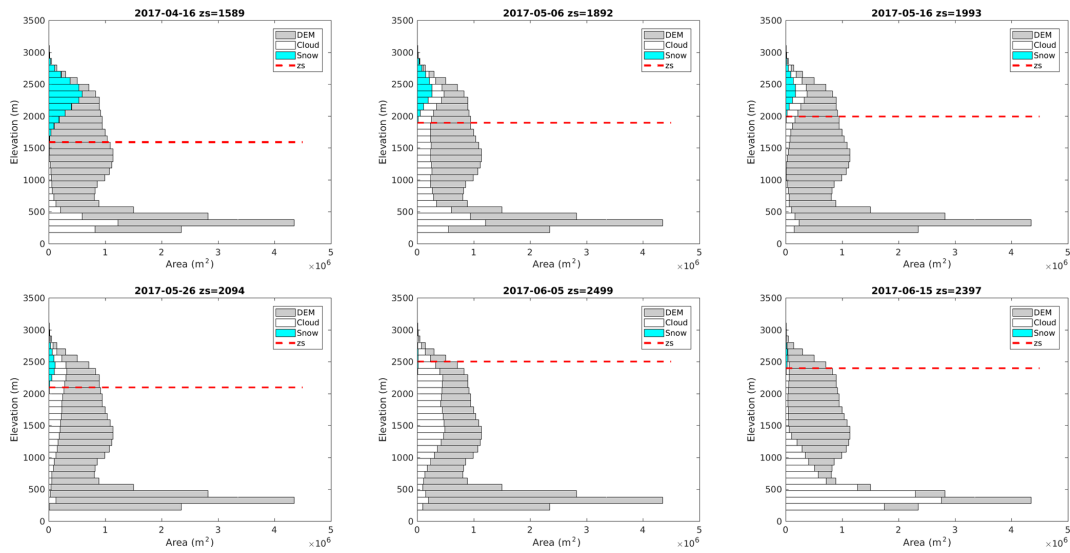 2017-04-16 zs=1589
3500
3000
2500
2000
1500
1000
500
0
Elevation (m)
DEM
Cloud
Snow
zs
0 1 2 3 4 5
Area (m²)
×10⁶
2017-05-06 zs=1892
3500
3000
2500
2000
1500
1000
500
0
Elevation (m)
DEM
Cloud
Snow
zs
0 1 2 3 4 5
Area (m²)
×10⁶
2017-05-16 zs=1993
3500
3000
2500
2000
1500
1000
500
0
Elevation (m)
DEM
Cloud
Snow
zs
0 1 2 3 4 5
Area (m²)
×10⁶
2017-05-26 zs=2094
3500
3000
2500
2000
1500
1000
500
0
Elevation (m)
DEM
Cloud
Snow
zs
0 1 2 3 4 5
Area (m²)
×10⁶
2017-06-05 zs=2499
3500
3000
2500
2000
1500
1000
500
0
Elevation (m)
DEM
Cloud
Snow
zs
0 1 2 3 4 5
Area (m²)
×10⁶
2017-06-15 zs=2397
3500
3000
2500
2000
1500
1000
500
0
Elevation (m)
DEM
Cloud
Snow
zs
0 1 2 3 4 5
Area (m²)
×10⁶